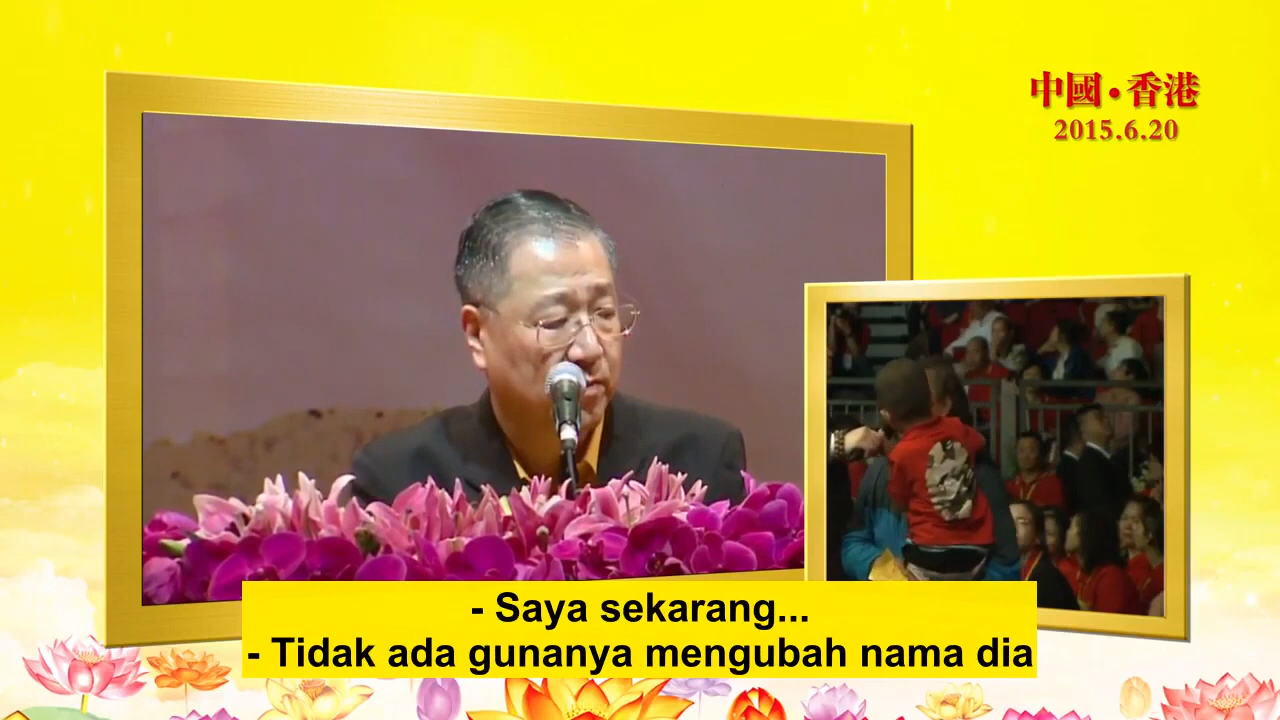 中國·香港
2015.6.20
- Saya sekarang...
- Tidak ada gunanya mengubah nama dia